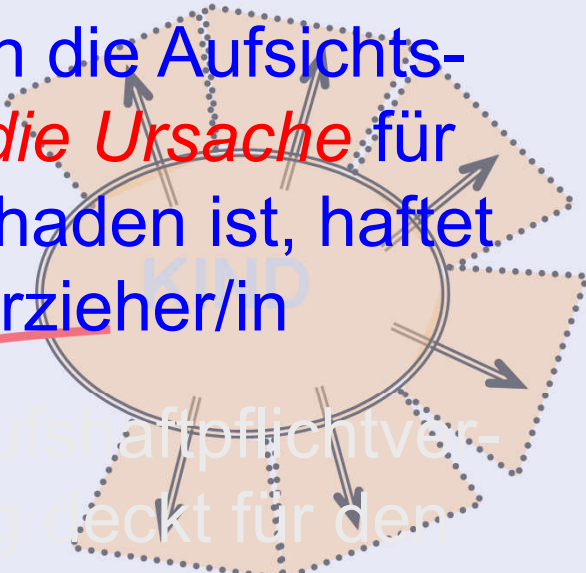 n die Aufsichts-
die Ursache für
haden ist, haftet
KIND
rzieher/in
ufshaftpflichtver-
g deckt für den